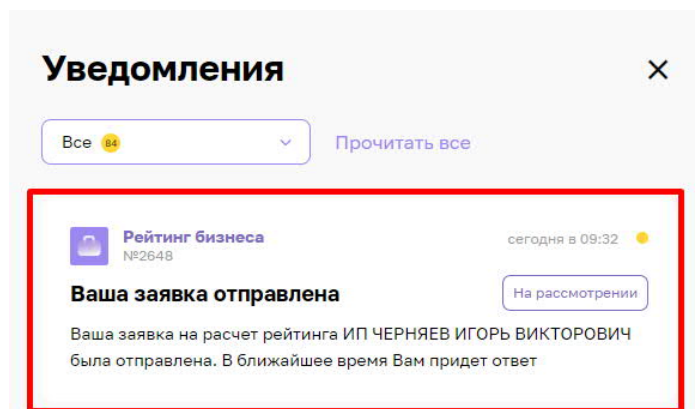 Уведомления
Все 84
Прочитать все
Рейтинг бизнеса
сегодня в 09:32
№2648
Ваша заявка отправлена
На рассмотрении
Ваша заявка на расчет рейтинга ИП ЧЕРНЯЕВ ИГОРЬ ВИКТОРОВИЧ
была отправлена. В ближайшее время Вам придет ответ